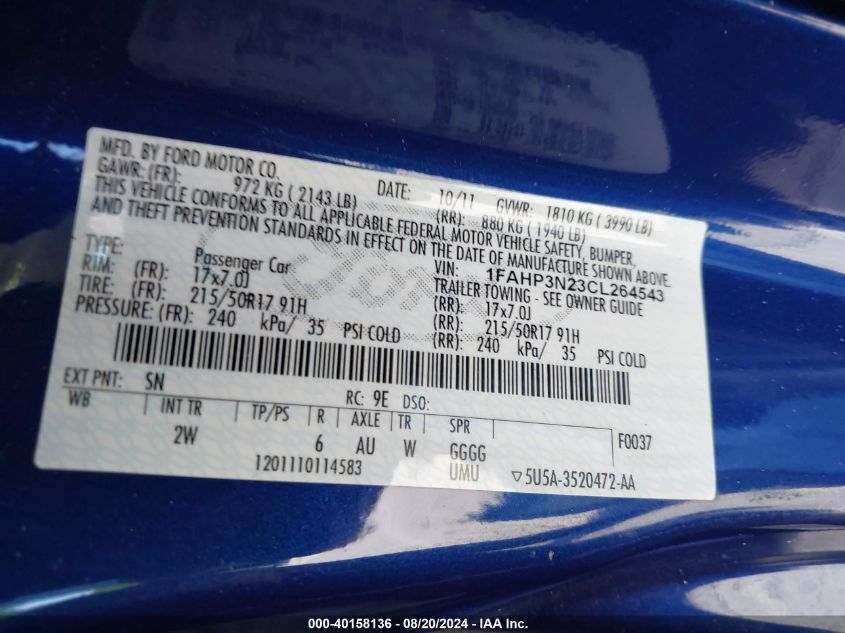 MFD. BY FORD MOTOR CO.
DATE: 10/11 GVWR: 1810 KG ( 3990 LB)
GAWR: (FR): 972 KG ( 2143 LB) (RR): 880 KG ( 1940 LB)
THIS VEHICLE CONFORMS TO ALL APPLICABLE FEDERAL MOTOR VEHICLE SAFETY, BUMPER,
AND THEFT PREVENTION STANDARDS IN EFFECT ON THE DATE OF MANUFACTURE SHOWN ABOVE.
VIN: 1FAHP3N23CL264543
TYPE: Passenger Car TRAILER TOWING - SEE OWNER GUIDE
RIM: (FR): 17x7.0J (RR): 17x7.0J
TIRE: (FR): 215/50R17 91H (RR): 215/50R17 91H
PRESSURE: (FR): 240 kPa/ 35 PSI COLD (RR): 240 kPa/ 35 PSI COLD
EXT PNT: SN RC: 9E DSO:
WB INT TR TP/PS R AXLE TR SPR F0037
2W 6 AU W GGGG
1201110114583 UMU ▽5U5A-3520472-AA
000-40158136 - 08/20/2024 - IAA Inc.